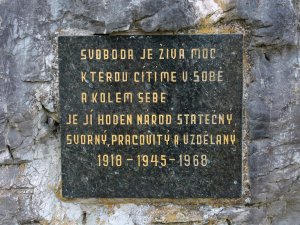 SVOBODA JE ŽIVÁ MOC
KTEROU CÍTÍME V SOBĚ
A KOLEM SEBE
JE JÍ HODEN NÁROD STATEČNÝ,
SVORNÝ, PRACOVITÝ A VZDĚLANÝ
1918 - 1945 - 1968